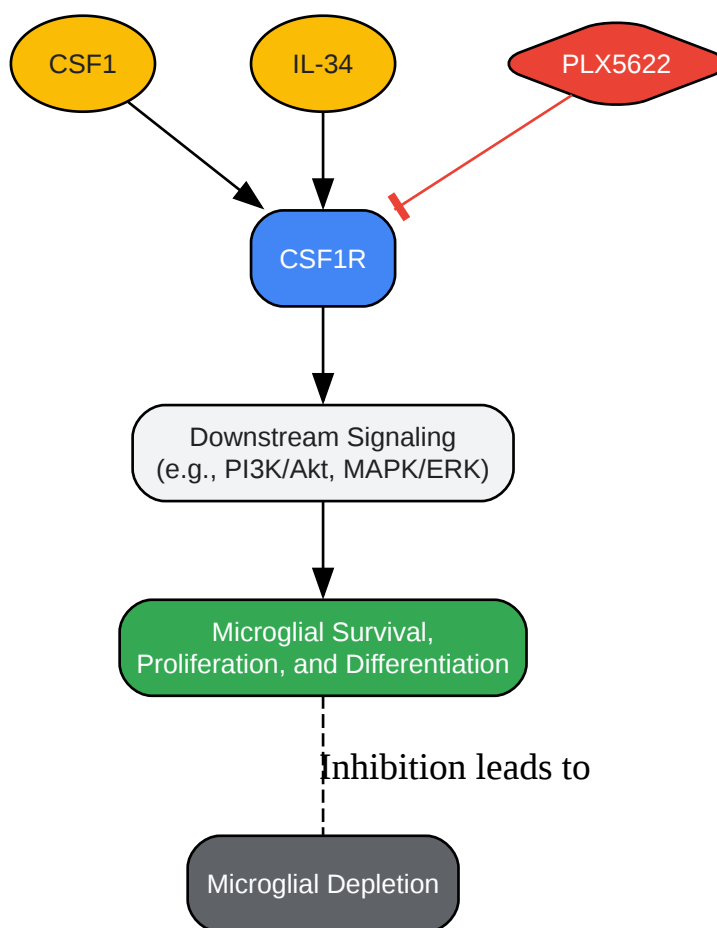 CSF1
IL-34
PLX5622
CSF1R
Downstream Signaling
(e.g., PI3K/Akt, MAPK/ERK)
Microglial Survival,
Proliferation, and Differentiation
Inhibition leads to
Microglial Depletion